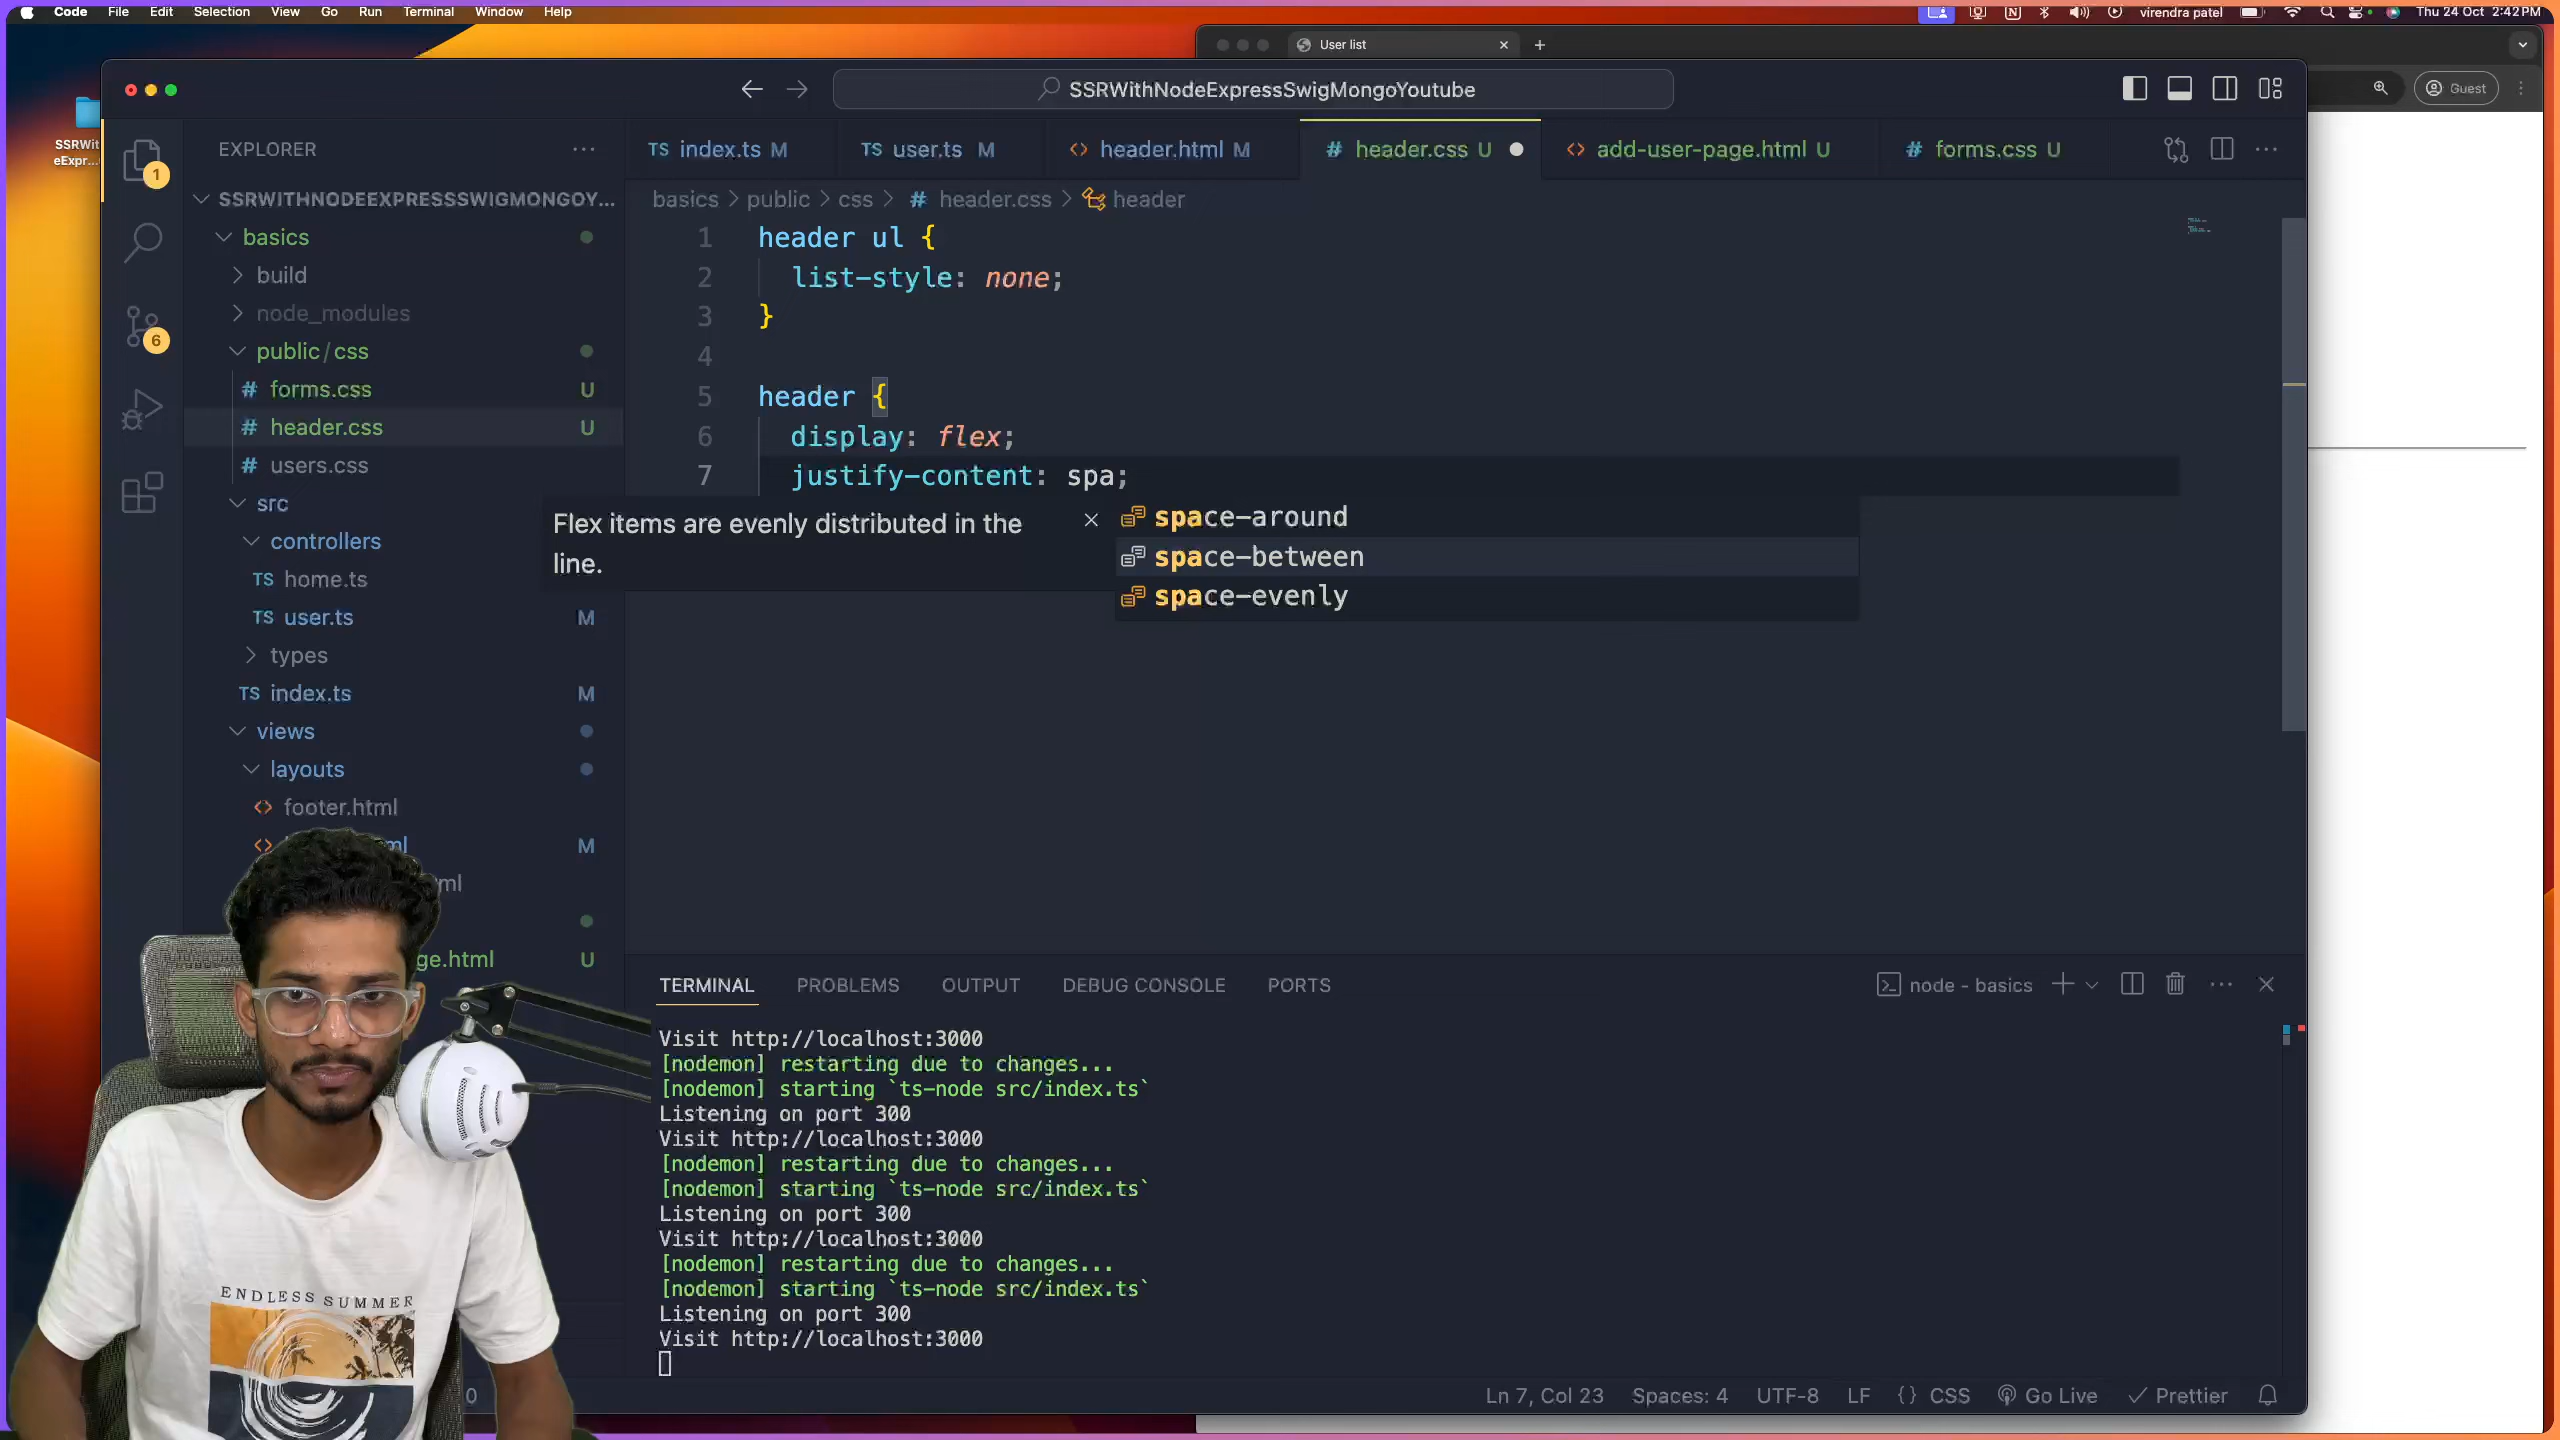 Code File Edit Selection View Go Run Terminal Window Help
virendra patel Thu 24 Oct 2:42 PM
User list
SSRWithNodeExpressSwigMongoYoutube
Guest
SSRWit
eExpr...
EXPLORER
TS index.ts M
TS user.ts M
<> header.html M
# header.css U
<> add-user-page.html U
# forms.css U
1
SSRWITHNODEEXPRESSSWIGMONGOY...
basics > public > css > # header.css > header
basics
build
node_modules
6
public/css
# forms.css U
# header.css U
# users.css
src
controllers
TS home.ts
TS user.ts M
types
TS index.ts M
views
layouts
<> footer.html
<> ml M
ml
ge.html U
1 header ul {
2 list-style: none;
3 }
4
5 header {
6 display: flex;
7 justify-content: spa;
Flex items are evenly distributed in the
line.
space-around
space-between
space-evenly
TERMINAL PROBLEMS OUTPUT DEBUG CONSOLE PORTS
node - basics
Visit http://localhost:3000
[nodemon] restarting due to changes...
[nodemon] starting `ts-node src/index.ts`
Listening on port 300
Visit http://localhost:3000
[nodemon] restarting due to changes...
[nodemon] starting `ts-node src/index.ts`
Listening on port 300
Visit http://localhost:3000
[nodemon] restarting due to changes...
[nodemon] starting `ts-node src/index.ts`
Listening on port 300
Visit http://localhost:3000
ENDLESS SUMMER
0
Ln 7, Col 23 Spaces: 4 UTF-8 LF {} CSS Go Live Prettier